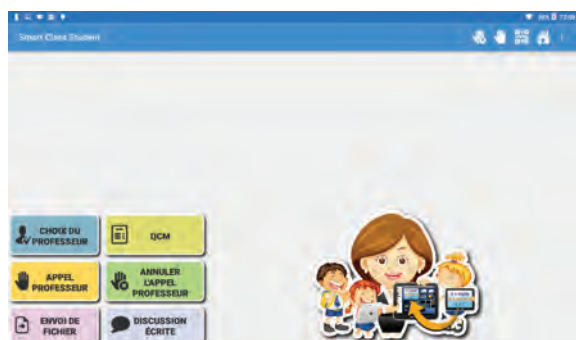 Smart Class Student
CHOIX DU
PROFESSEUR
QCM
APPEL
PROFESSEUR
ANNULER
L'APPEL
PROFESSEUR
ENVOI DE
FICHIER
DISCUSSION
ÉCRITE